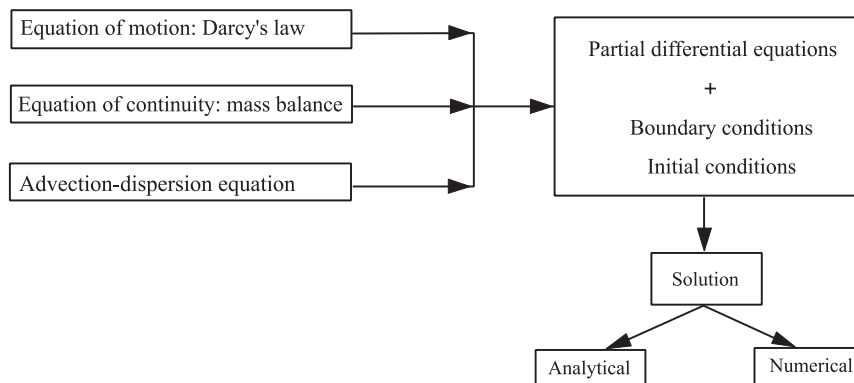 Equation of motion: Darcy's law
Equation of continuity: mass balance
Advection-dispersion equation
Partial differential equations
+
Boundary conditions
Initial conditions
Solution
Analytical
Numerical